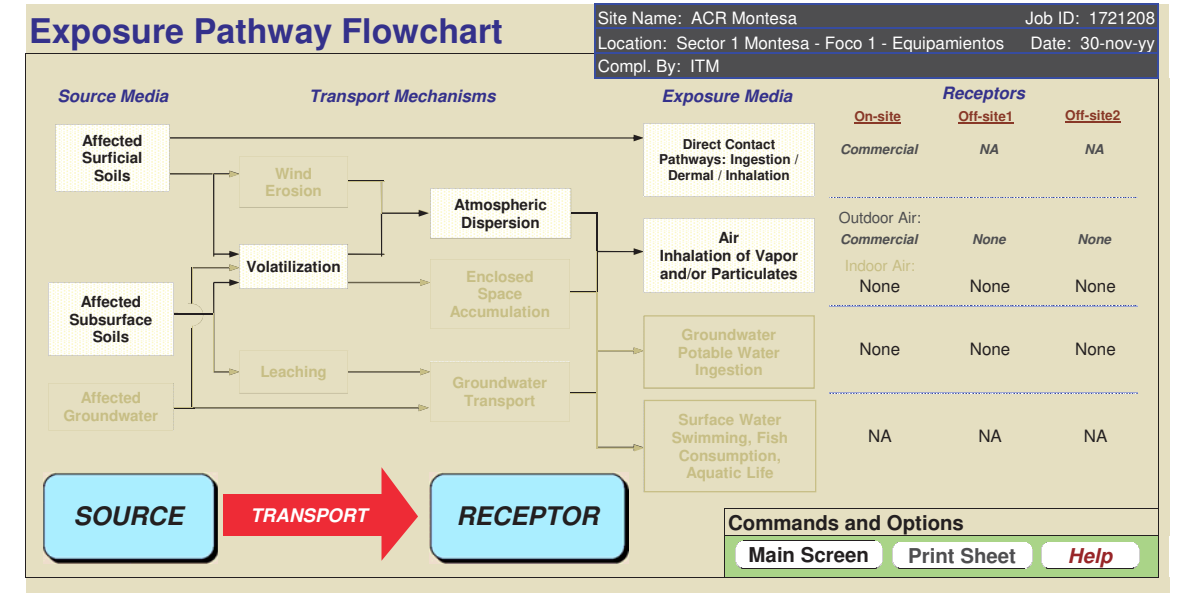 Exposure Pathway Flowchart
Site Name: ACR Montesa Job ID: 1721208
Location: Sector 1 Montesa - Foco 1 - Equipamientos Date: 30-nov-yy
Compl. By: ITM
Source Media
Transport Mechanisms
Exposure Media
Receptors
On-site Off-site1 Off-site2
Affected
Surficial
Soils
Wind
Erosion
Volatilization
Atmospheric
Dispersion
Enclosed
Space
Accumulation
Affected
Subsurface
Soils
Leaching
Groundwater
Transport
Affected
Groundwater
Direct Contact
Pathways: Ingestion /
Dermal / Inhalation
Commercial NA NA
Air
Inhalation of Vapor
and/or Particulates
Outdoor Air:
Commercial None None
Indoor Air:
None None None
Groundwater
Potable Water
Ingestion
None None None
Surface Water
Swimming, Fish
Consumption,
Aquatic Life
NA NA NA
SOURCE
TRANSPORT
RECEPTOR
Commands and Options
Main Screen Print Sheet Help